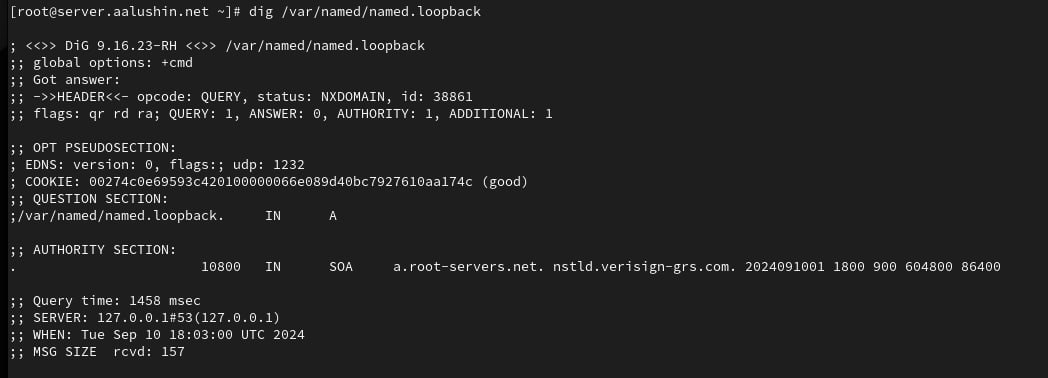 [root@server.aalushin.net ~]# dig /var/named/named.loopback
; <<>> DiG 9.16.23-RH <<>> /var/named/named.loopback
;; global options: +cmd
;; Got answer:
;; ->>HEADER<<- opcode: QUERY, status: NXDOMAIN, id: 38861
;; flags: qr rd ra; QUERY: 1, ANSWER: 0, AUTHORITY: 1, ADDITIONAL: 1
;; OPT PSEUDOSECTION:
; EDNS: version: 0, flags:; udp: 1232
; COOKIE: 00274c0e69593c420100000066e089d40bc7927610aa174c (good)
;; QUESTION SECTION:
;/var/named/named.loopback. IN A
;; AUTHORITY SECTION:
. 10800 IN SOA a.root-servers.net. nstld.verisign-grs.com. 2024091001 1800 900 604800 86400
;; Query time: 1458 msec
;; SERVER: 127.0.0.1#53(127.0.0.1)
;; WHEN: Tue Sep 10 18:03:00 UTC 2024
;; MSG SIZE rcvd: 157